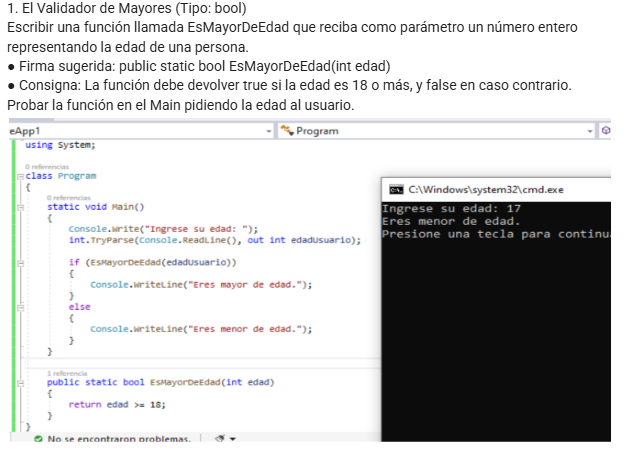 1. El Validador de Mayores (Tipo: bool)
Escribir una función llamada EsMayorDeEdad que reciba como parámetro un número entero
representando la edad de una persona.
● Firma sugerida: public static bool EsMayorDeEdad(int edad)
● Consigna: La función debe devolver true si la edad es 18 o más, y false en caso contrario.
Probar la función en el Main pidiendo la edad al usuario.
eApp1 Program
using System;
0 referencias
class Program
{
0 referencias
static void Main()
{
Console.Write("Ingrese su edad: ");
int.TryParse(Console.ReadLine(), out int edadUsuario);
if (EsMayorDeEdad(edadUsuario))
{
Console.WriteLine("Eres mayor de edad.");
}
else
{
Console.WriteLine("Eres menor de edad.");
}
}
1 referencia
public static bool EsMayorDeEdad(int edad)
{
return edad >= 18;
}
}
No se encontraron problemas.
C:\Windows\system32\cmd.exe
Ingrese su edad: 17
Eres menor de edad.
Presione una tecla para continu